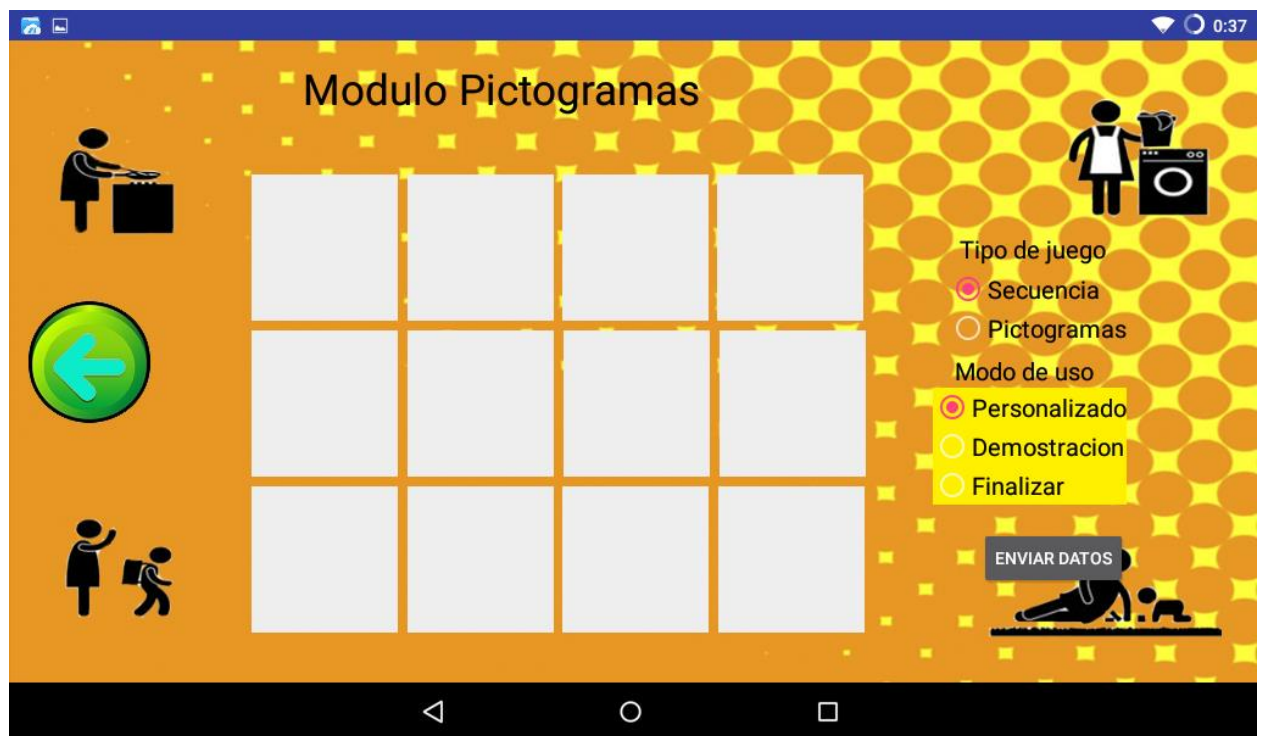 0:37
Modulo Pictogramas
Tipo de juego
Secuencia
Pictogramas
Modo de uso
Personalizado
Demostracion
Finalizar
ENVIAR DATOS